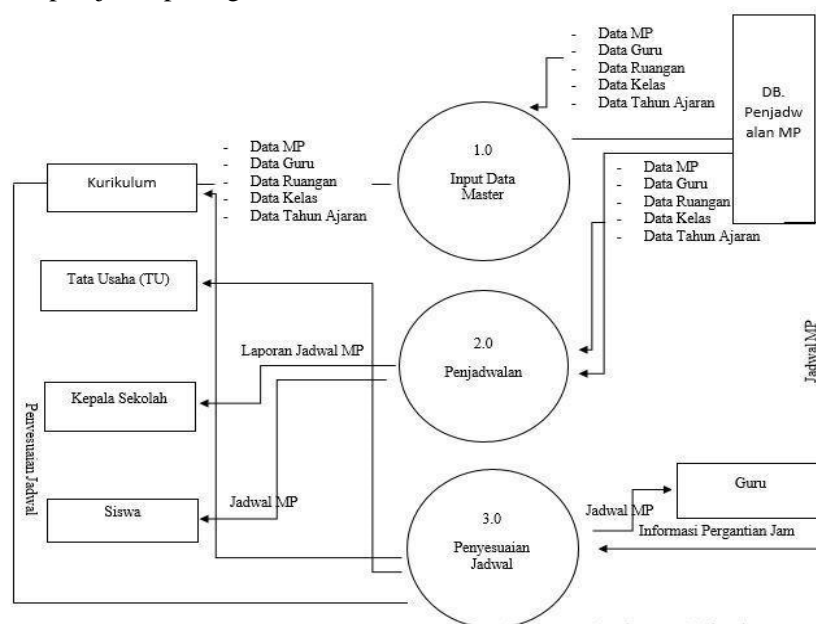 - Data MP
- Data Guru
- Data Ruangan
- Data Kelas
- Data Tahun Ajaran
DB.
Penjadw
alan MP
1.0
Input Data
Master
- Data MP
- Data Guru
- Data Ruangan
- Data Kelas
- Data Tahun Ajaran
Kurikulum
- Data MP
- Data Guru
- Data Ruangan
- Data Kelas
- Data Tahun Ajaran
Tata Usaha (TU)
2.0
Penjadwalan
Laporan Jadwal MP
Jadwal MP
Kepala Sekolah
Penyesuaian Jadwal
Siswa
Jadwal MP
3.0
Penyesuaian
Jadwal
Guru
Jadwal MP
Informasi Pergantian Jam